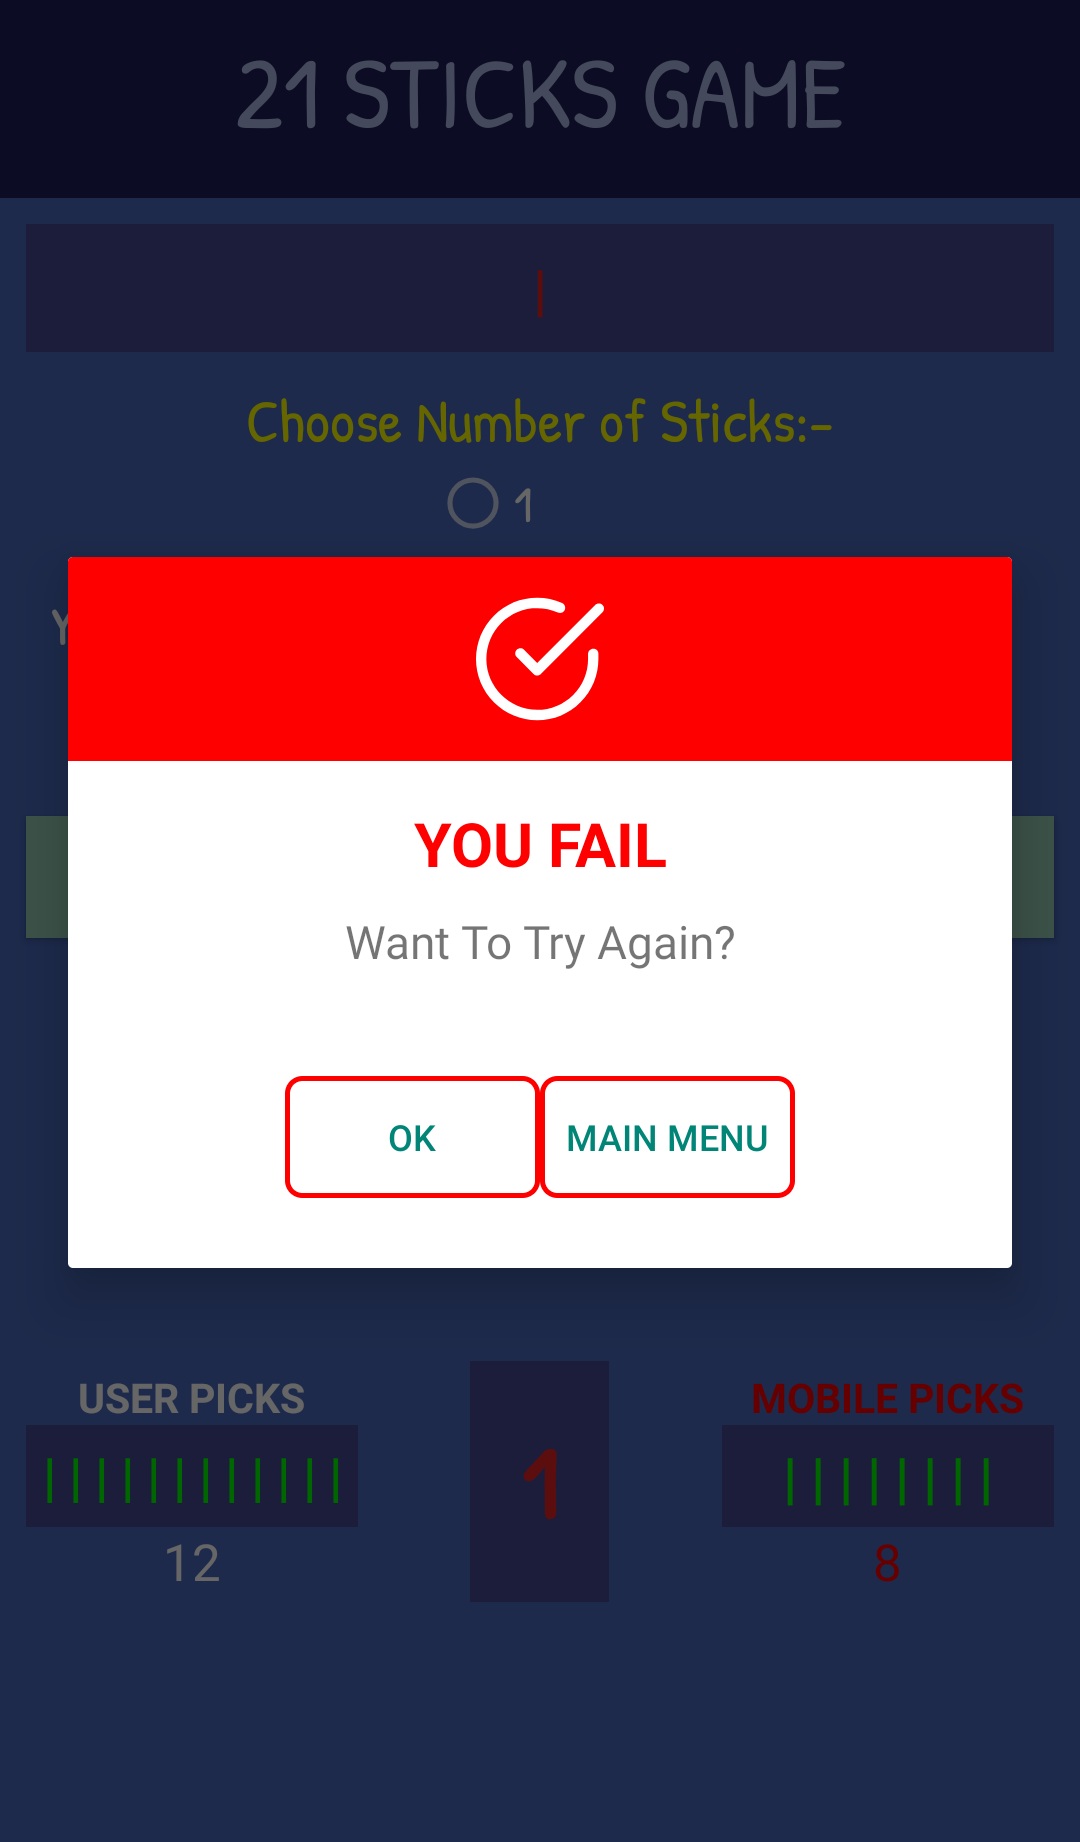 21 STICKS GAME
|
Choose Number of Sticks:-
1
Y
YOU FAIL
Want To Try Again?
OK
MAIN MENU
USER PICKS
MOBILE PICKS
| | | | | | | | | | | |
1
| | | | | | | |
12
8